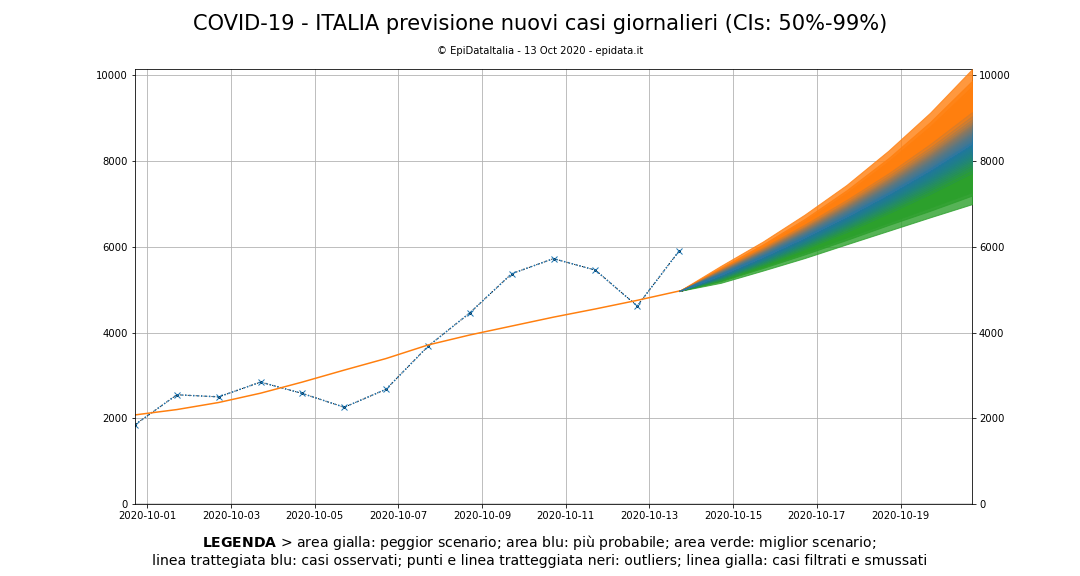 COVID-19 - ITALIA previsione nuovi casi giornalieri (CIs: 50%-99%)
© EpiDataItalia - 13 Oct 2020 - epidata.it
10000 10000
8000 8000
6000 6000
4000 4000
2000 2000
0 0
2020-10-01 2020-10-03 2020-10-05 2020-10-07 2020-10-09 2020-10-11 2020-10-13 2020-10-15 2020-10-17 2020-10-19
LEGENDA > area gialla: peggior scenario; area blu: più probabile; area verde: miglior scenario;
linea trattegiata blu: casi osservati; punti e linea tratteggiata neri: outliers; linea gialla: casi filtrati e smussati